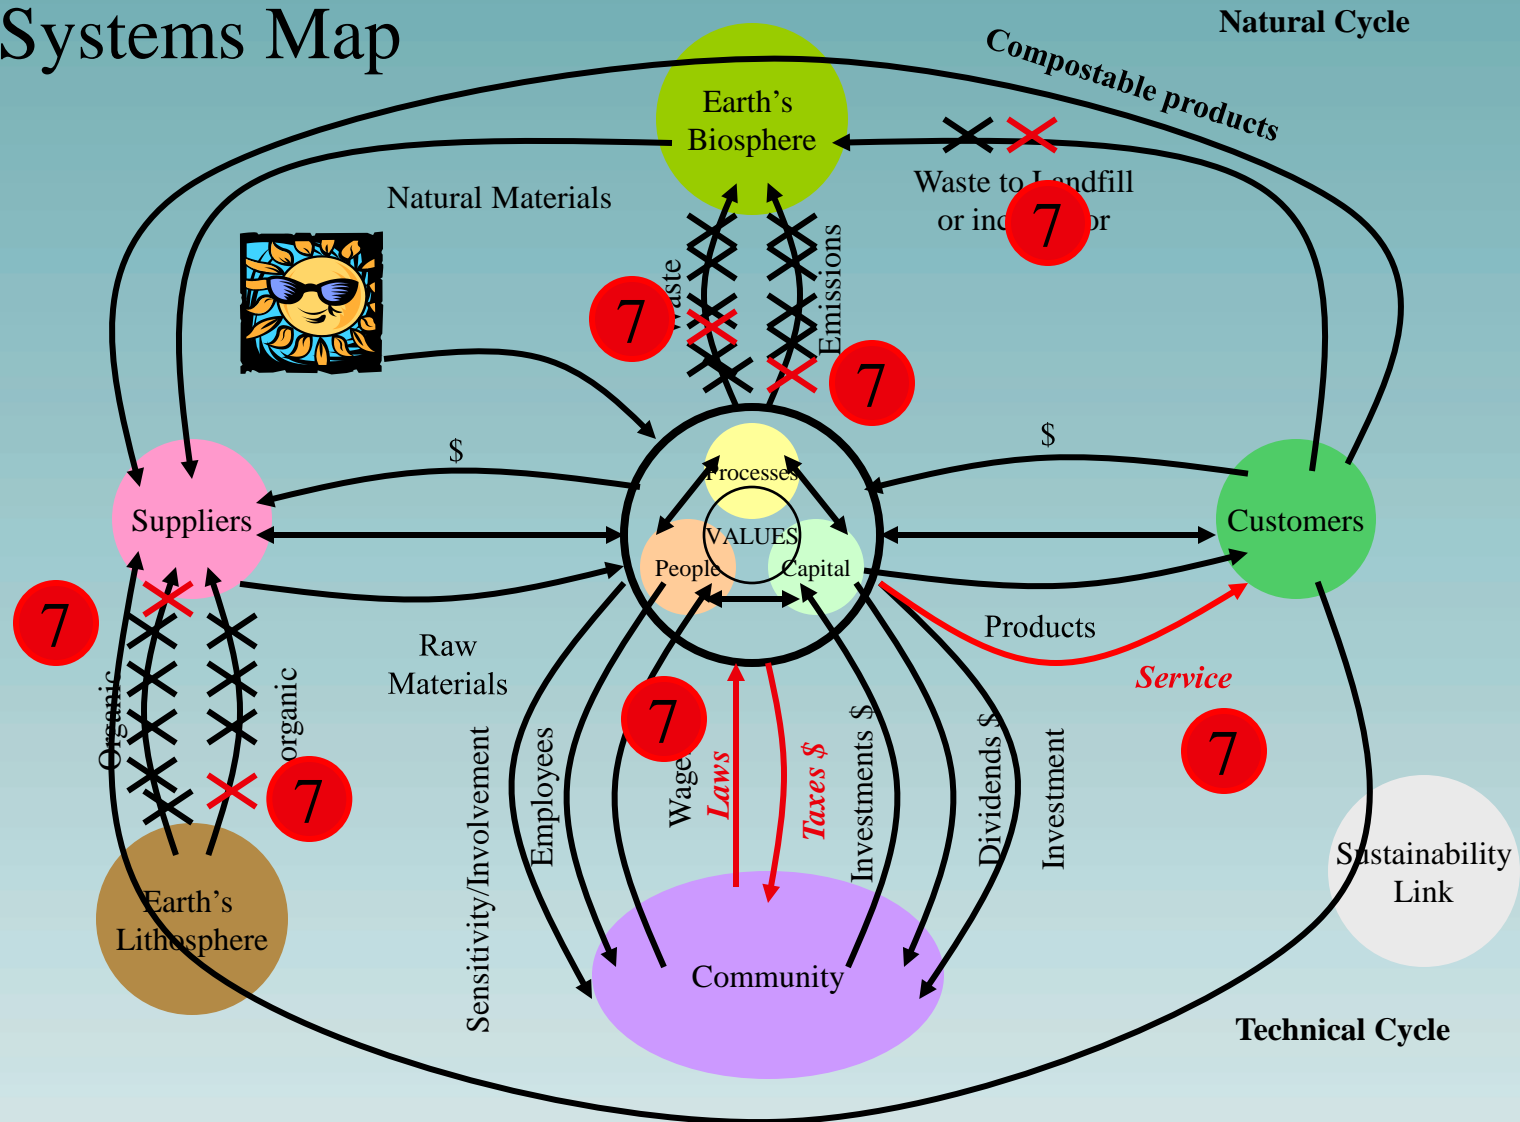 Systems Map
Natural Cycle
Compostable products
Earth's
Biosphere
Waste to Landfill
or inc or
7
Natural Materials
Emissions
7
7
$
$
Processes
VALUES
People
Capital
Suppliers
Customers
7
Raw
Materials
Products
Service
7
7
Organic
organic
7
Sensitivity/Involvement
Employees
Laws
Taxes $
Investments $
Dividends $
Investment
Sustainability
Link
Earth's
Lithosphere
Community
Technical Cycle